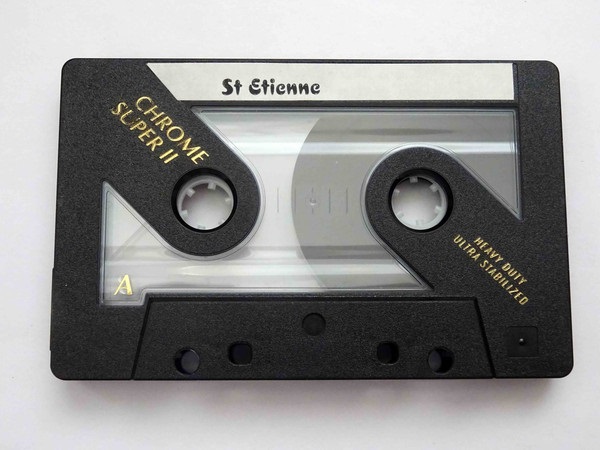 St Etienne
CHROME
SUPER II
HEAVY DUTY
ULTRA STABILIZED
A